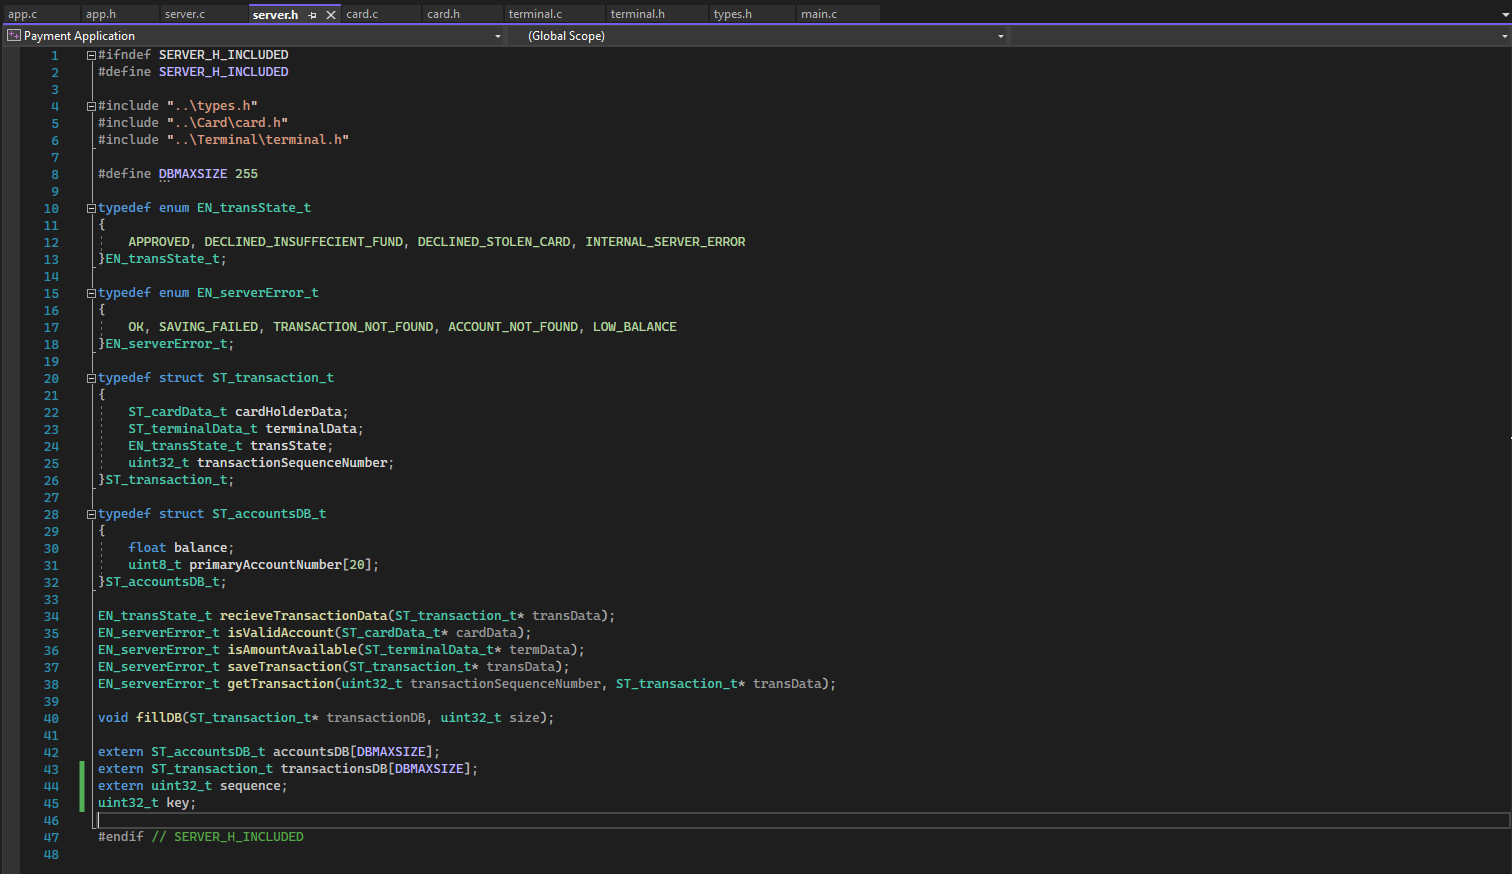 app.c app.h server.c server.h card.c card.h terminal.c terminal.h types.h main.c
Payment Application (Global Scope)
1 #ifndef SERVER_H_INCLUDED
2 #define SERVER_H_INCLUDED
3
4 #include "..\types.h"
5 #include "..\Card\card.h"
6 #include "..\Terminal\terminal.h"
7
8 #define DBMAXSIZE 255
9
10 typedef enum EN_transState_t
11 {
12 APPROVED, DECLINED_INSUFFECIENT_FUND, DECLINED_STOLEN_CARD, INTERNAL_SERVER_ERROR
13 }EN_transState_t;
14
15 typedef enum EN_serverError_t
16 {
17 OK, SAVING_FAILED, TRANSACTION_NOT_FOUND, ACCOUNT_NOT_FOUND, LOW_BALANCE
18 }EN_serverError_t;
19
20 typedef struct ST_transaction_t
21 {
22 ST_cardData_t cardHolderData;
23 ST_terminalData_t terminalData;
24 EN_transState_t transState;
25 uint32_t transactionSequenceNumber;
26 }ST_transaction_t;
27
28 typedef struct ST_accountsDB_t
29 {
30 float balance;
31 uint8_t primaryAccountNumber[20];
32 }ST_accountsDB_t;
33
34 EN_transState_t recieveTransactionData(ST_transaction_t* transData);
35 EN_serverError_t isValidAccount(ST_cardData_t* cardData);
36 EN_serverError_t isAmountAvailable(ST_terminalData_t* termData);
37 EN_serverError_t saveTransaction(ST_transaction_t* transData);
38 EN_serverError_t getTransaction(uint32_t transactionSequenceNumber, ST_transaction_t* transData);
39
40 void fillDB(ST_transaction_t* transactionDB, uint32_t size);
41
42 extern ST_accountsDB_t accountsDB[DBMAXSIZE];
43 extern ST_transaction_t transactionsDB[DBMAXSIZE];
44 extern uint32_t sequence;
45 uint32_t key;
46
47 #endif // SERVER_H_INCLUDED
48